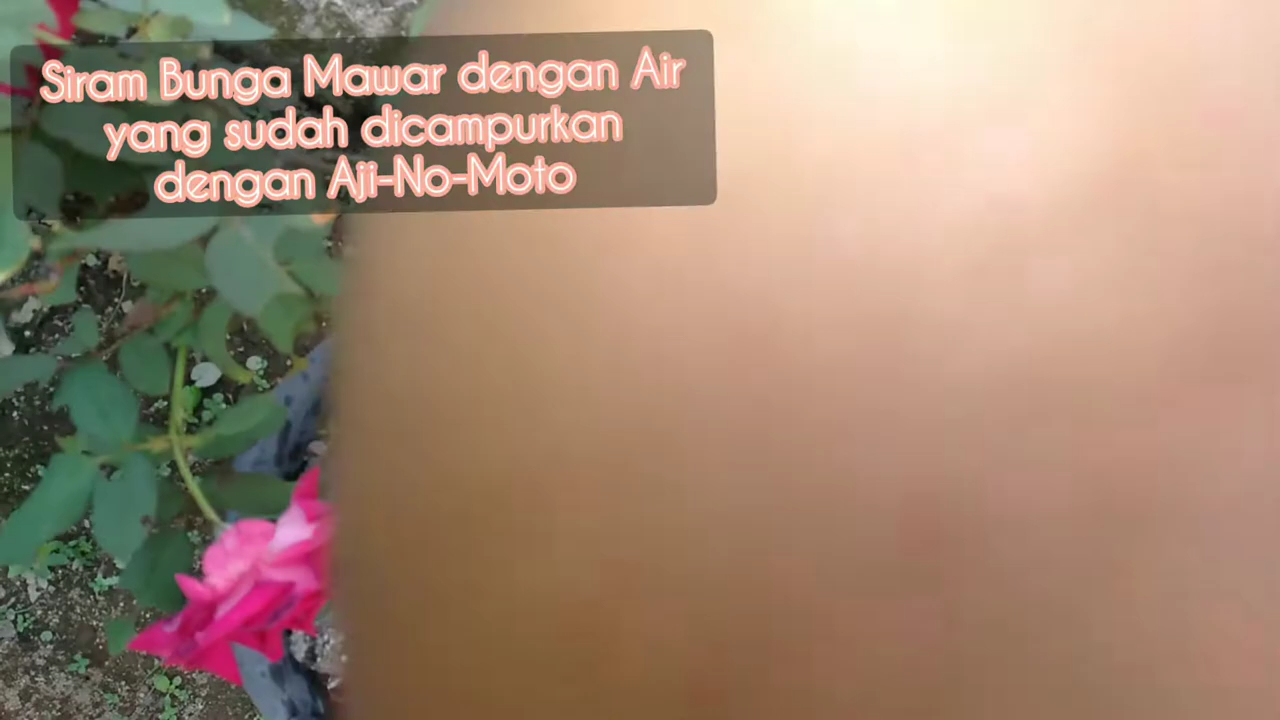 Siram Bunga Mawar dengan Air
yang sudah dicampurkan
dengan Aji-No-Moto